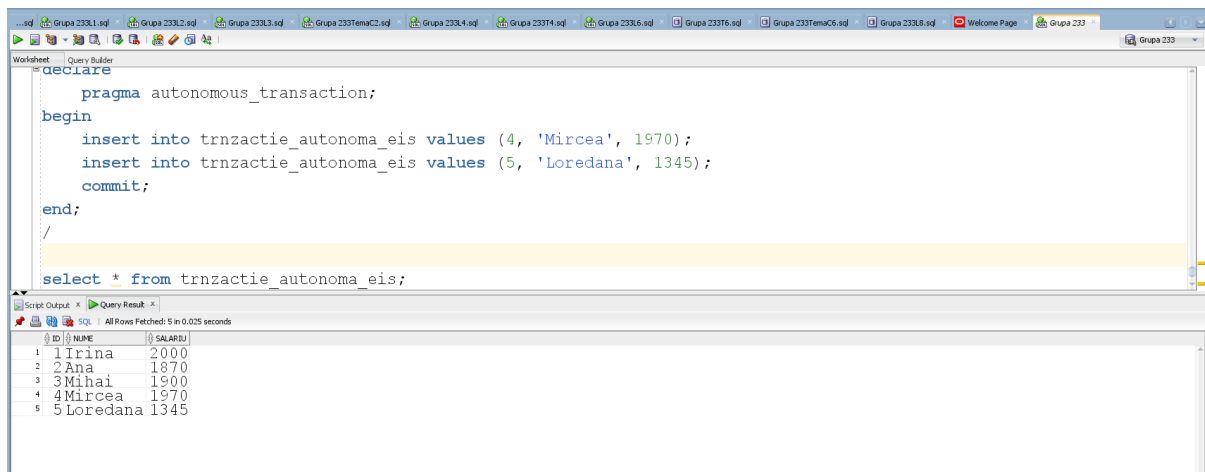 ...sql Grupa 233L1.sql Grupa 233L2.sql Grupa 233L3.sql Grupa 233TemaC2.sql Grupa 233L4.sql Grupa 233T4.sql Grupa 233L6.sql Grupa 233T6.sql Grupa 233TemaC6.sql Grupa 233L8.sql Welcome Page Grupa 233
Grupa 233
Worksheet Query Builder
declare
pragma autonomous_transaction;
begin
insert into trnzactie_autonoma_eis values (4, 'Mircea', 1970);
insert into trnzactie_autonoma_eis values (5, 'Loredana', 1345);
commit;
end;
/
select * from trnzactie_autonoma_eis;
Script Output x Query Result x
SQL | All Rows Fetched: 5 in 0.025 seconds
ID NUME SALARIU
1 1 Irina 2000
2 2 Ana 1870
3 3 Mihai 1900
4 4 Mircea 1970
5 5 Loredana 1345